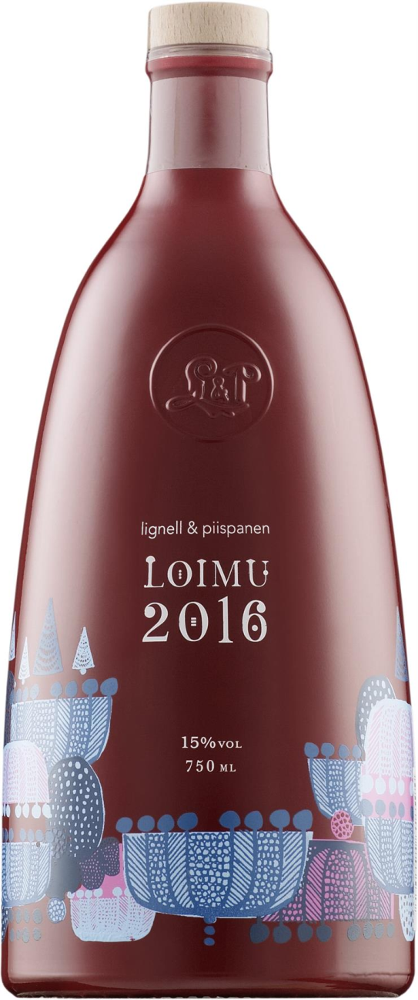 L&P
lignell & piispanen
LOIMU
2016
15% VOL
750 ML